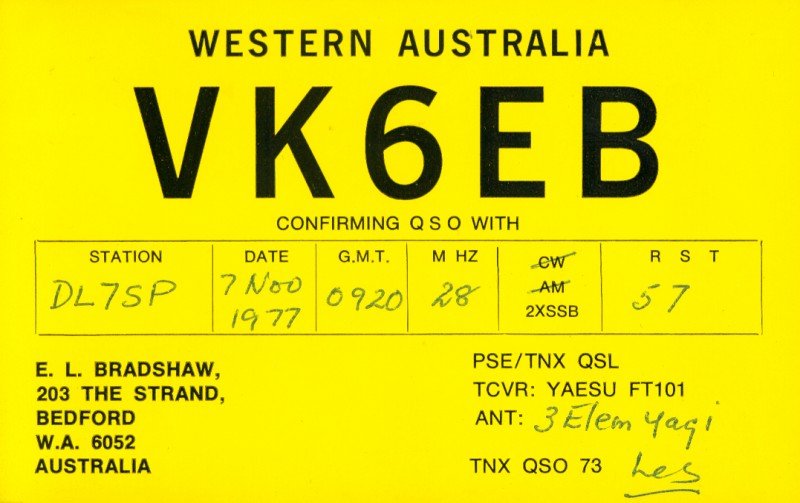 WESTERN AUSTRALIA
VK6EB
CONFIRMING QSO WITH
STATION DATE G.M.T. M HZ CW AM 2XSSB R S T
DL7SP 7 Nov 1977 0920 28 57
E. L. BRADSHAW,
203 THE STRAND,
BEDFORD
W.A. 6052
AUSTRALIA
PSE/TNX QSL
TCVR: YAESU FT101
ANT: 3 Elem Yagi
TNX QSO 73 Les